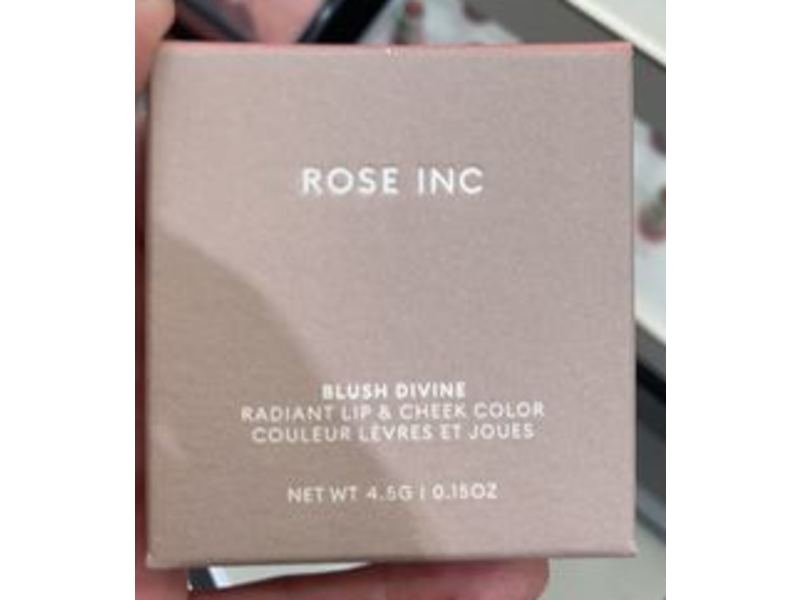 ROSE INC
BLUSH DIVINE
RADIANT LIP & CHEEK COLOR
COULEUR LÈVRES ET JOUES
NET WT 4.5G | 0.15OZ